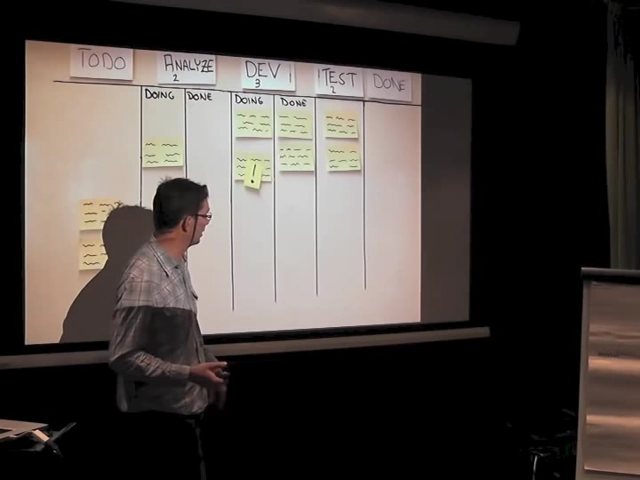 TODO ANALYZE DEV TEST DONE
2 3 2
DOING DONE DOING DONE
!